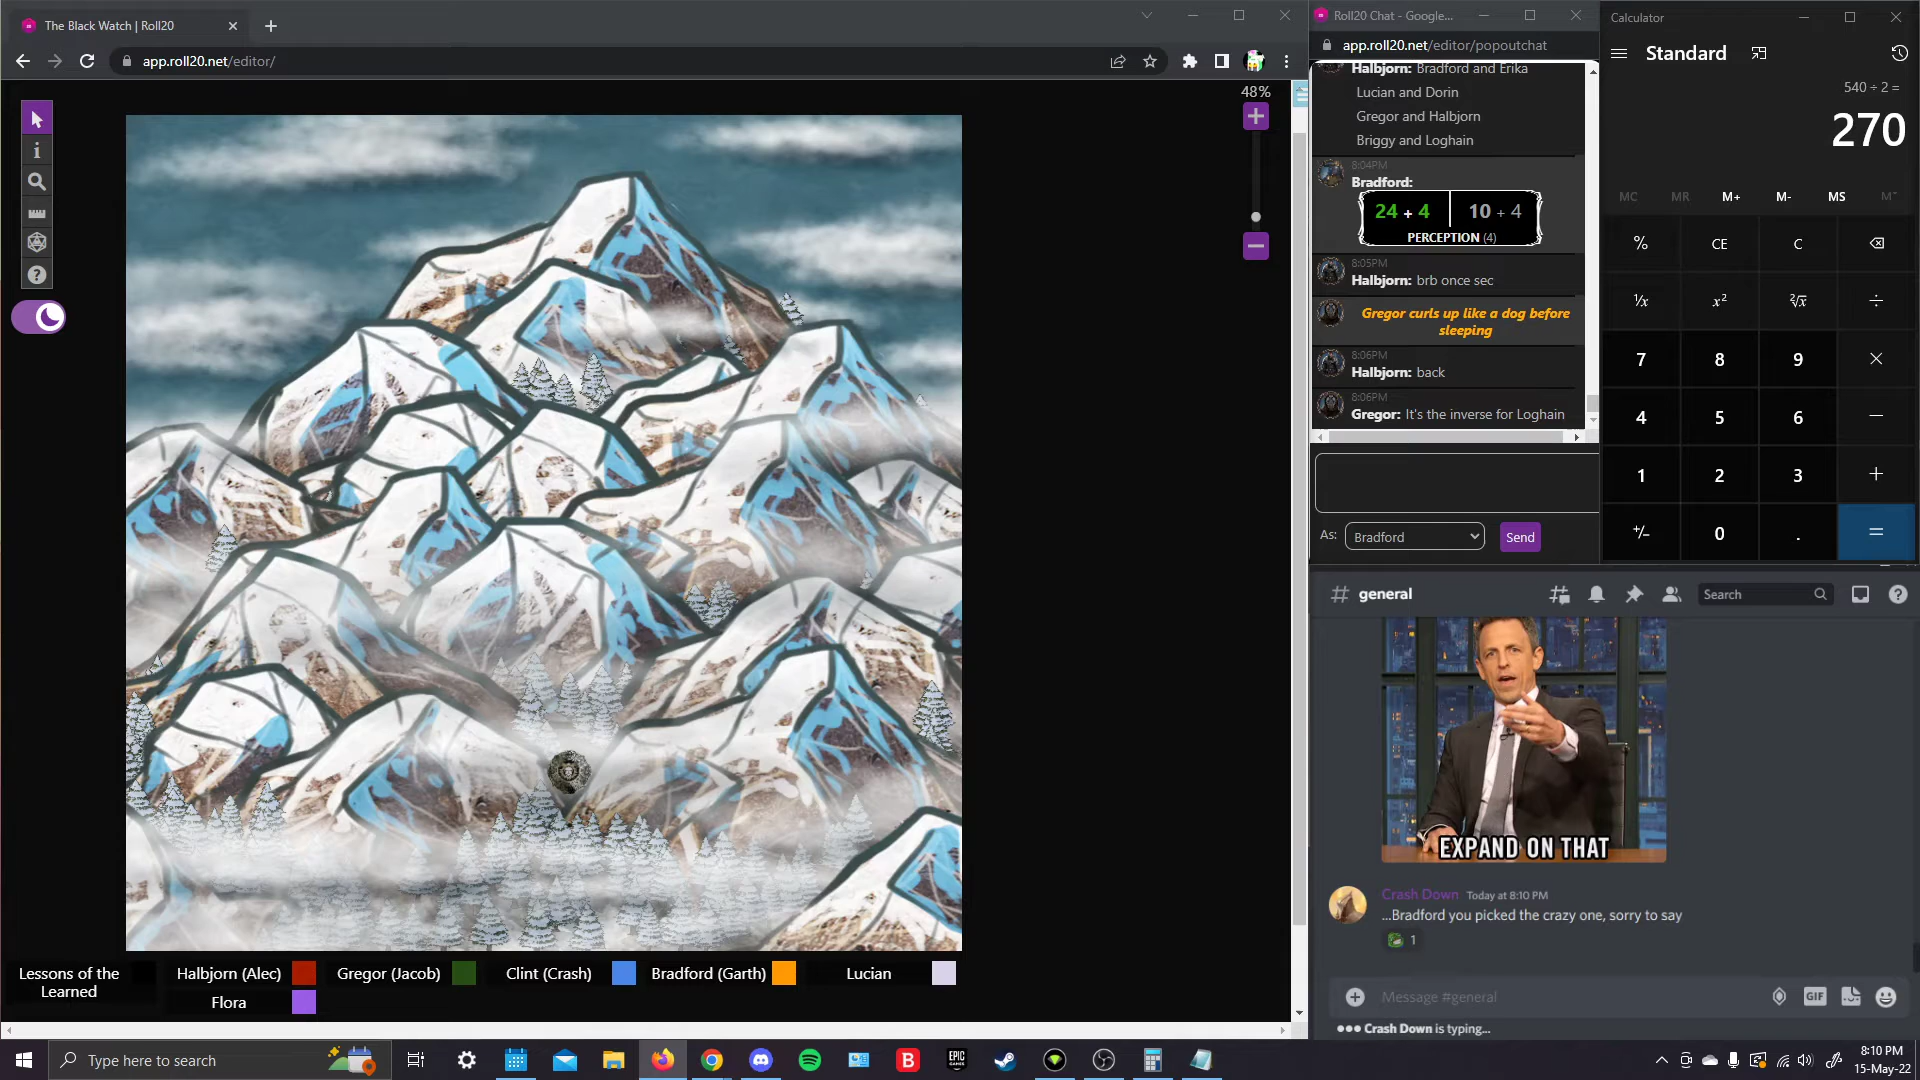 The Black Watch | Roll20
app.roll20.net/editor/
48%
Lessons of the
Learned
Halbjorn (Alec)
Gregor (Jacob)
Clint (Crash)
Bradford (Garth)
Lucian
Flora
Roll20 Chat - Google...
app.roll20.net/editor/popoutchat
Halbjorn: Bradford and Erika
Lucian and Dorin
Gregor and Halbjorn
Briggy and Loghain
8:04PM
Bradford:
24 + 4
10 + 4
PERCEPTION (4)
8:05PM
Halbjorn: brb once sec
Gregor curls up like a dog before
sleeping
8:06PM
Halbjorn: back
8:06PM
Gregor: It's the inverse for Loghain
As:
Bradford
Send
Calculator
Standard
540 ÷ 2 =
270
MC MR M+ M- MS M˅
% CE C
¹/x x² ²√x ÷
7 8 9 ×
4 5 6 −
1 2 3 +
+/- 0 . =
# general
Search
EXPAND ON THAT
Crash Down Today at 8:10 PM
...Bradford you picked the crazy one, sorry to say
1
Message #general
GIF
Crash Down is typing...
Type here to search
EPIC
GAMES
8:10 PM
15-May-22